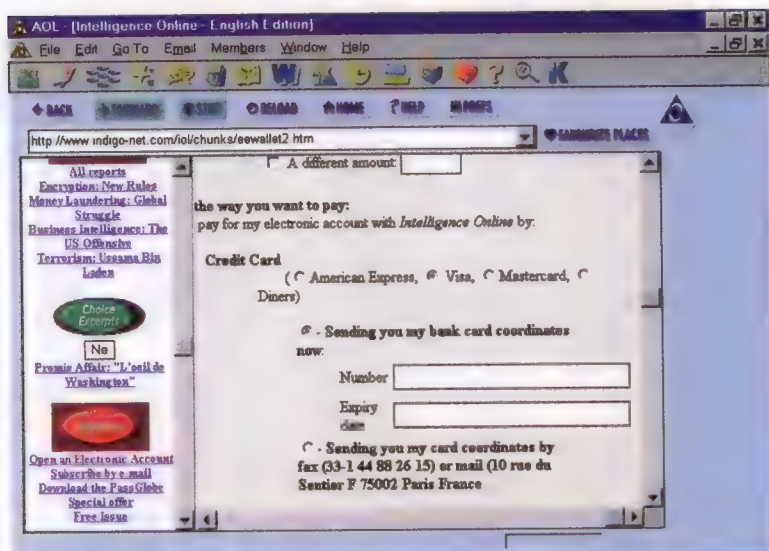 AOL - [Intelligence Online - English Edition]
File Edit Go To Email Members Window Help
BACK FORWARD STOP RELOAD HOME HELP PREFS
http //www indigo-net.com/iol/chunks/eewallet2 htm
FAVOURITE PLACES
All reports
Encryption: New Rules
Money Laundering: Global
Struggle
Business Intelligence: The
US Offensive
Terrorism: Ussama Bin
Laden
Choice
Excerpts
Ne
Promis Affair: "L'oeil de
Washington"
Open an Electronic Account
Subscribe by e mail
Download the PassGlobe
Special offer
Free Issue
A different amount
the way you want to pay:
pay for my electronic account with Intelligence Online by:
Credit Card
( American Express, Visa, Mastercard,
Diners)
- Sending you my bank card coordinates
now.
Number
Expiry
date
- Sending you my card coordinates by
fax (33-1 44 88 26 15) or mail (10 rue du
Sentier F 75002 Paris France